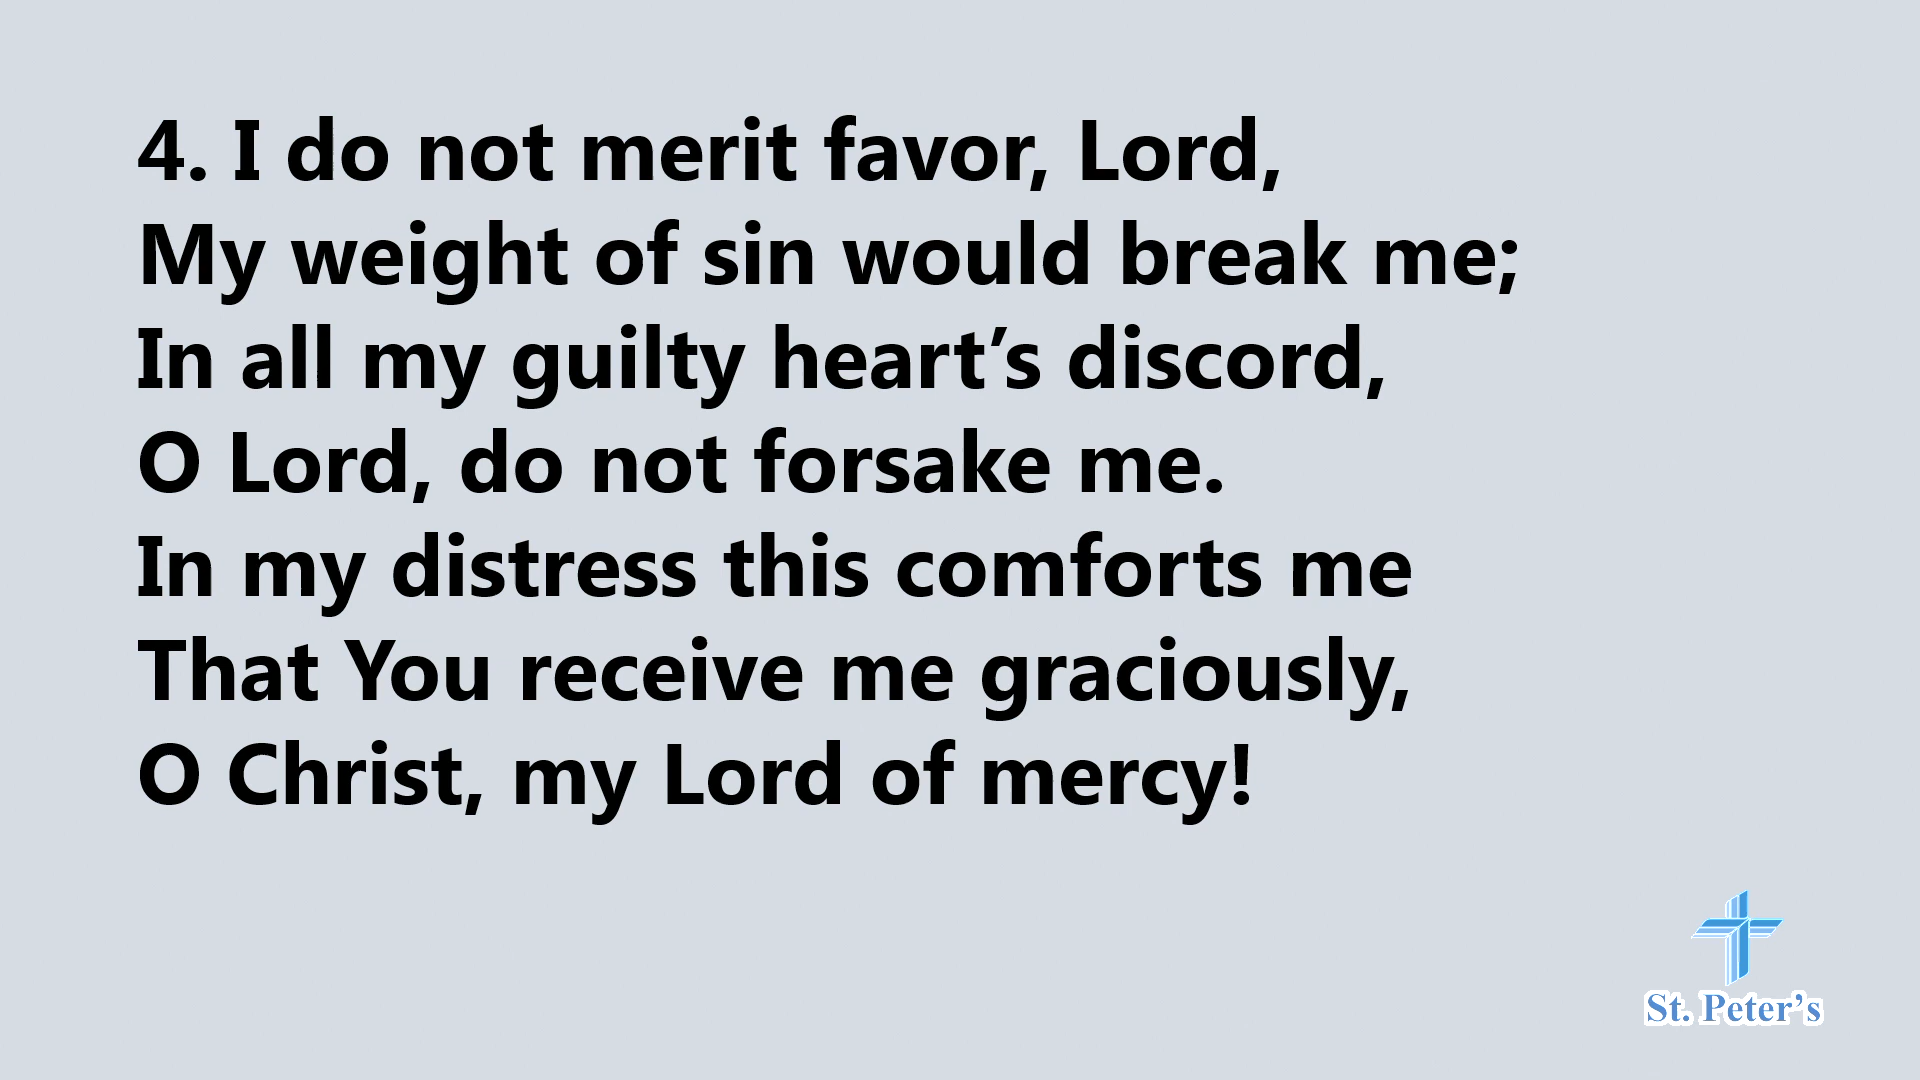 4. I do not merit favor, Lord,
My weight of sin would break me;
In all my guilty heart’s discord,
O Lord, do not forsake me.
In my distress this comforts me
That You receive me graciously,
O Christ, my Lord of mercy!
St. Peter’s